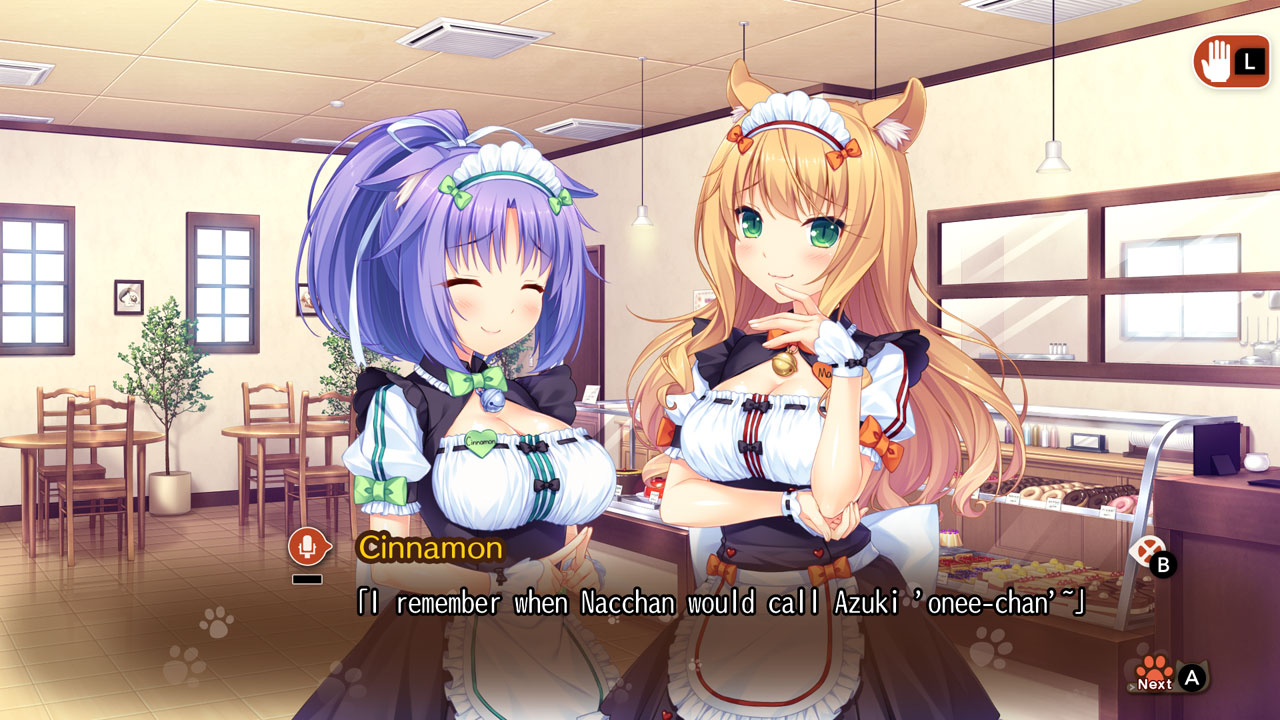 L
Cinnamon
Cinnamon
「I remember when Nacchan would call Azuki 'onee-chan'~」
B
Next A